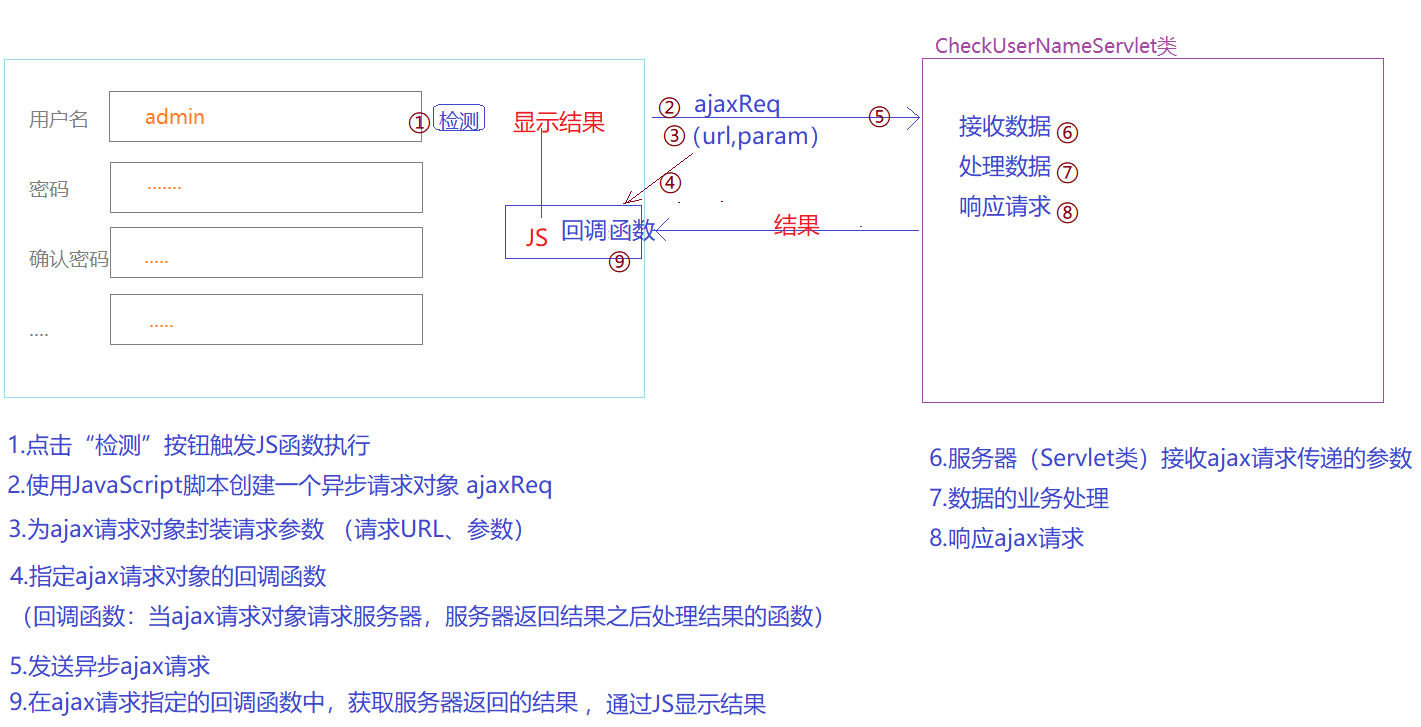 CheckUserNameServlet类
用户名 admin ① 检测 显示结果
② ajaxReq ⑤
③ (url,param)
④
密码 .......
确认密码 .....
.... .....
JS 回调函数
⑨
结果
接收数据 ⑥
处理数据 ⑦
响应请求 ⑧
1.点击“检测”按钮触发JS函数执行
2.使用JavaScript脚本创建一个异步请求对象 ajaxReq
3.为ajax请求对象封装请求参数 （请求URL、参数）
4.指定ajax请求对象的回调函数
（回调函数：当ajax请求对象请求服务器，服务器返回结果之后处理结果的函数）
5.发送异步ajax请求
9.在ajax请求指定的回调函数中，获取服务器返回的结果 ，通过JS显示结果
6.服务器（Servlet类）接收ajax请求传递的参数
7.数据的业务处理
8.响应ajax请求